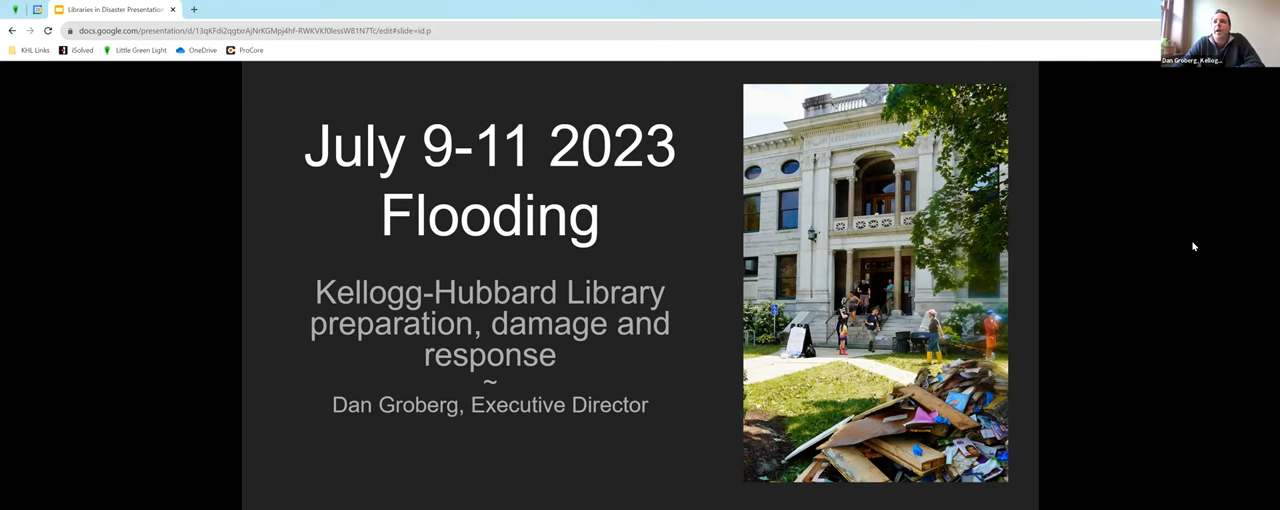 Libraries in Disaster Presentation
docs.google.com/presentation/d/13qKFdi2qgtxrAjNrKGMpj4hf-RWKVKf0lessW81N7Tc/edit#slide=id.p
KHL Links
iSolved
Little Green Light
OneDrive
ProCore
Dan Groberg, Kellog...
July 9-11 2023
Flooding
Kellogg-Hubbard Library
preparation, damage and
response
~
Dan Groberg, Executive Director